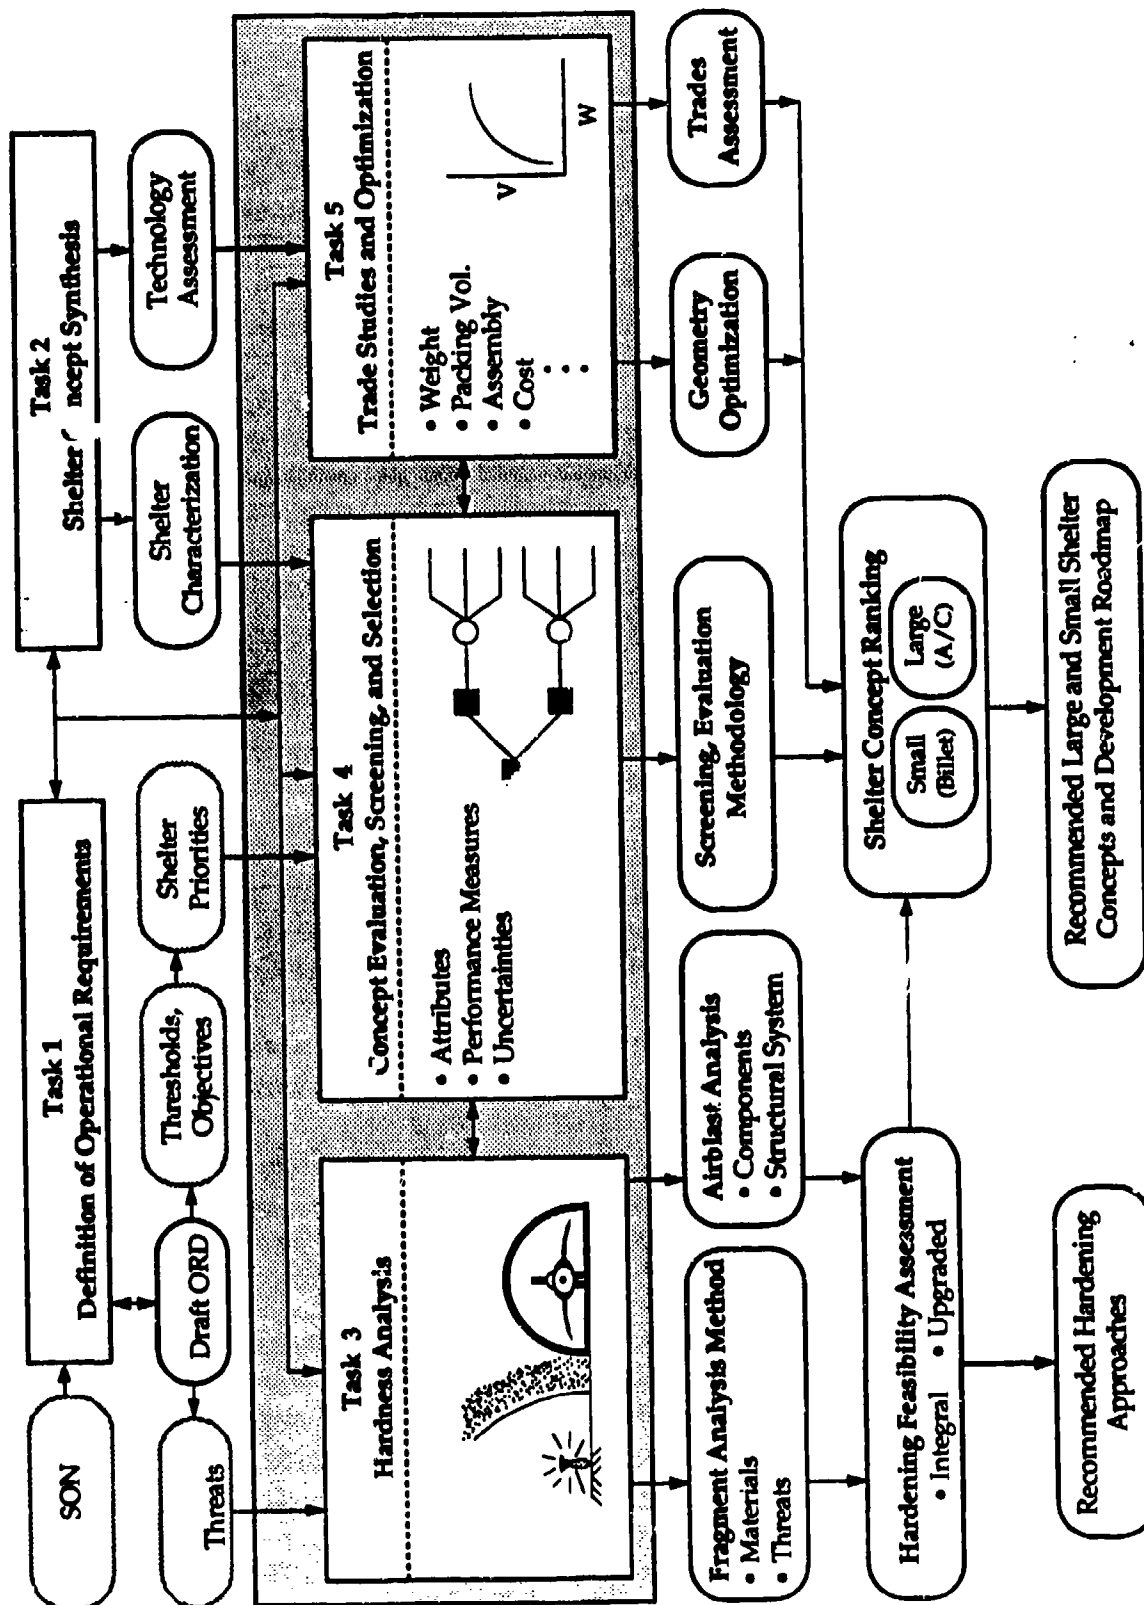 SON
Task 1
Definition of Operational Requirements
Task 2
Shelter ncept Synthesis
Threats
Draft ORD
Thresholds,
Objectives
Shelter
Priorities
Shelter
Characterization
Technology
Assessment
Task 3
Hardness Analysis
Task 4
Concept Evaluation, Screening, and Selection
• Attributes
• Performance Measures
• Uncertainties
Task 5
Trade Studies and Optimization
• Weight
• Packing Vol.
• Assembly
• Cost
V
W
Fragment Analysis Method
• Materials
• Threats
Airblast Analysis
• Components
• Structural System
Screening, Evaluation
Methodology
Geometry
Optimization
Trades
Assessment
Hardening Feasibility Assessment
• Integral • Upgraded
Shelter Concept Ranking
Small
(Billet)
Large
(A/C)
Recommended Hardening
Approaches
Recommended Large and Small Shelter
Concepts and Development Roadmap